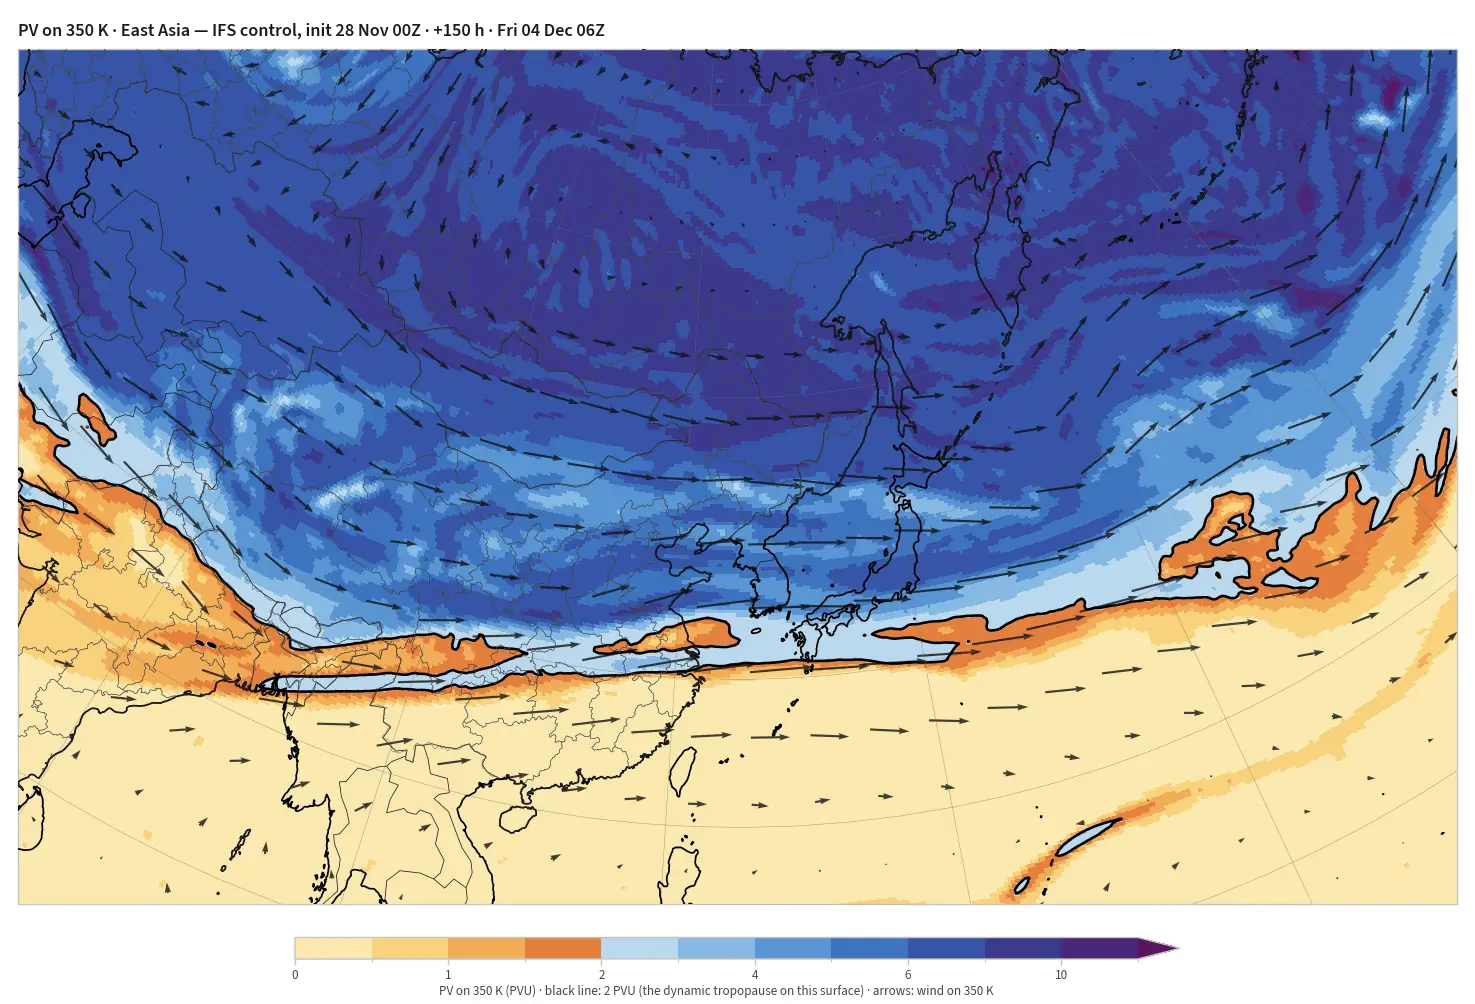 PV on 350 K · East Asia — IFS control, init 28 Nov 00Z · +150 h · Fri 04 Dec 06Z
0 1 2 4 6 10
PV on 350 K (PVU) · black line: 2 PVU (the dynamic tropopause on this surface) · arrows: wind on 350 K